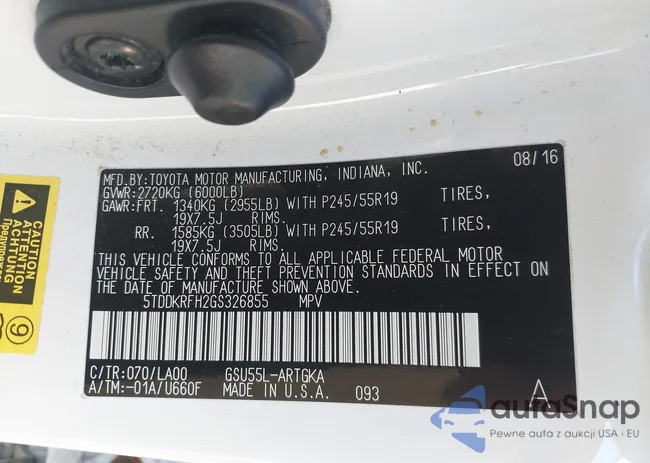 MFD.BY:TOYOTA MOTOR MANUFACTURING, INDIANA, INC. 08/16
GVWR:2720KG (6000LB)
GAWR:FRT. 1340KG (2955LB) WITH P245/55R19 TIRES,
19X7.5J RIMS.
RR. 1585KG (3505LB) WITH P245/55R19 TIRES,
19X7.5J RIMS.
THIS VEHICLE CONFORMS TO ALL APPLICABLE FEDERAL MOTOR
VEHICLE SAFETY AND THEFT PREVENTION STANDARDS IN EFFECT ON
THE DATE OF MANUFACTURE SHOWN ABOVE.
5TDDKRFH2GS326855 MPV
C/TR:070/LA00 GSU55L-ARTGKA
A/TM:-01A/U660F MADE IN U.S.A. 093 A
CAUTION
ATTENTION
ACHTUNG
9
autaSnap
Pewne auta z aukcji USA i EU